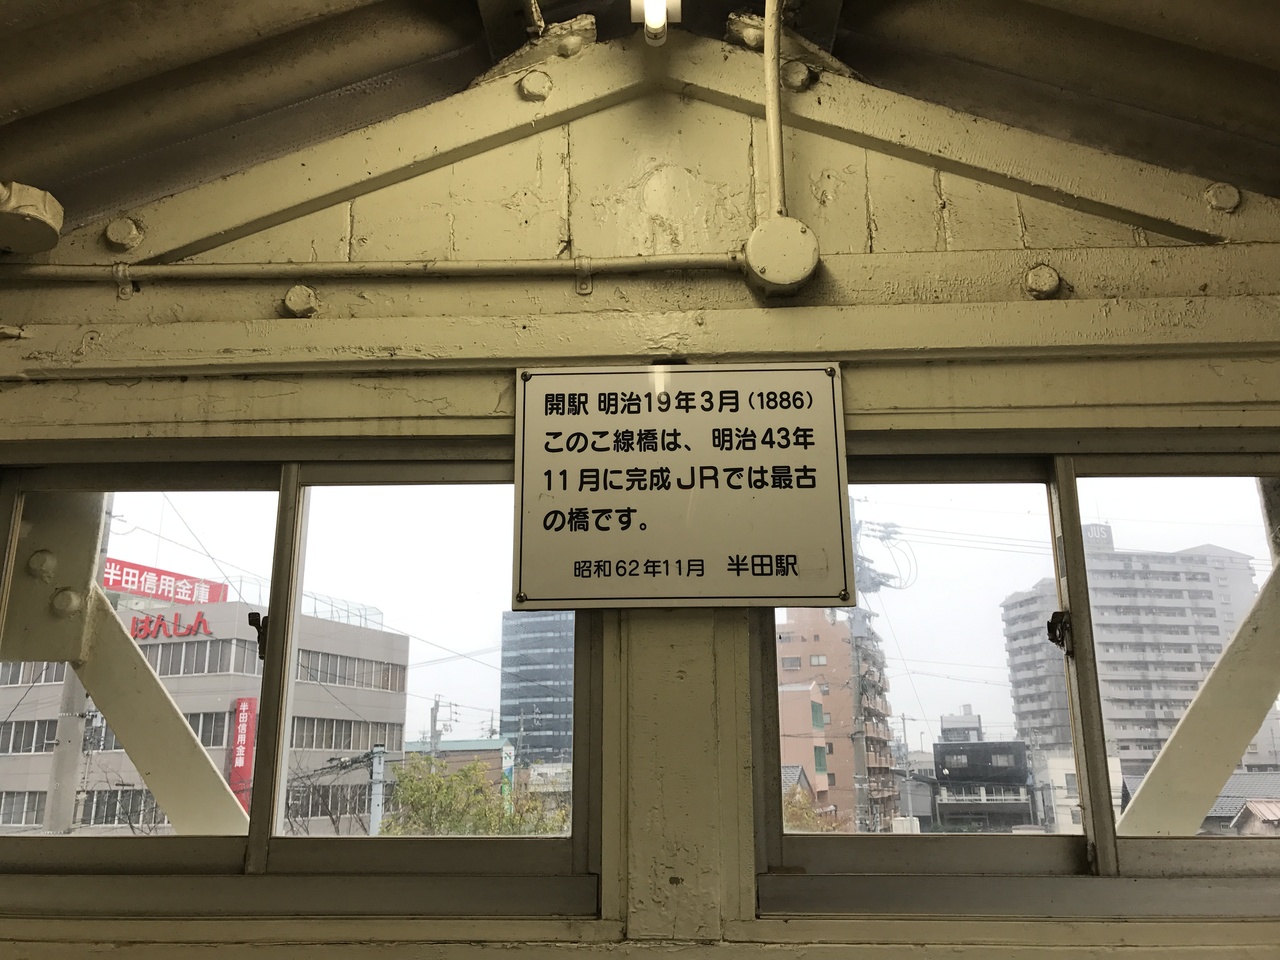 開駅 明治19年3月(1886)
このこ線橋は、明治43年
11月に完成JRでは最古
の橋です。
昭和62年11月 半田駅
半田信用金庫
はんしん
半田信用金庫
JUS